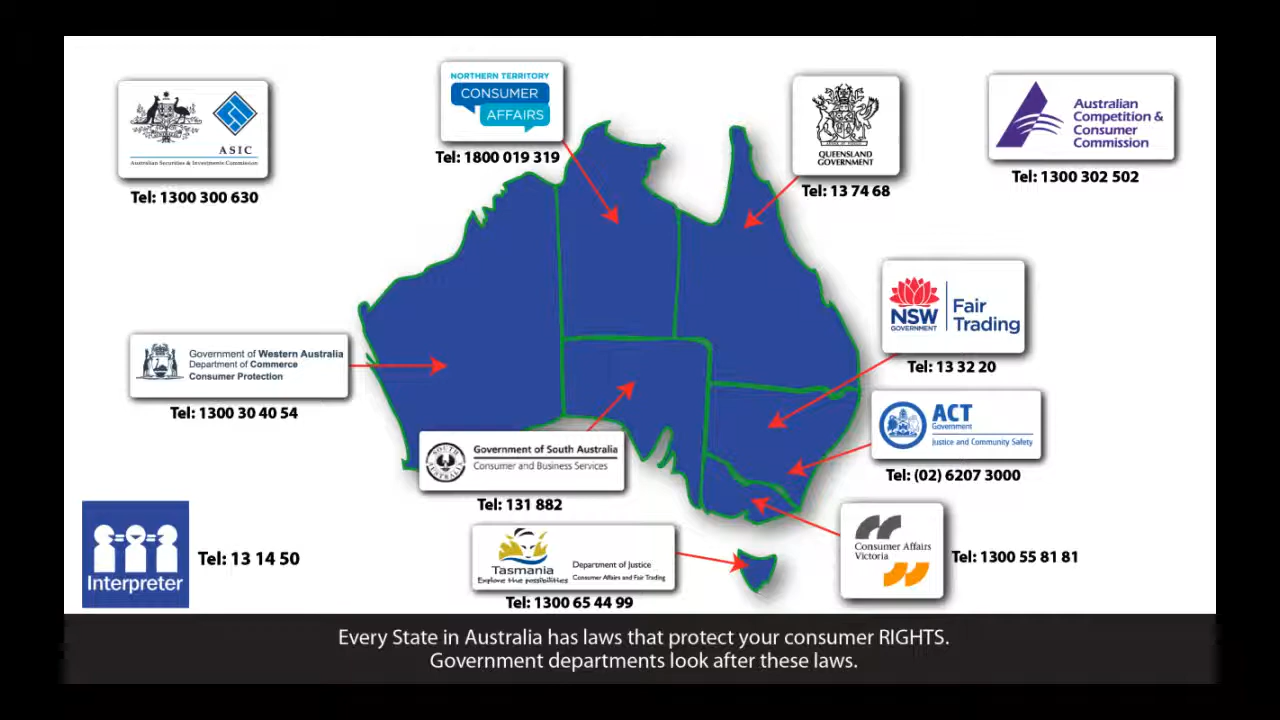 NORTHERN TERRITORY
CONSUMER
AFFAIRS
Tel: 1800 019 319
ASIC
Australian Securities & Investments Commission
Tel: 1300 300 630
QUEENSLAND
GOVERNMENT
Tel: 13 74 68
Australian
Competition &
Consumer
Commission
Tel: 1300 302 502
NSW
GOVERNMENT
Fair
Trading
Tel: 13 32 20
Government of Western Australia
Department of Commerce
Consumer Protection
Tel: 1300 30 40 54
ACT
Government
Justice and Community Safety
Tel: (02) 6207 3000
SOUTH
AUSTRALIA
Government of South Australia
Consumer and Business Services
Tel: 131 882
Interpreter
Tel: 13 14 50
Tasmania
Explore the possibilities
Department of Justice
Consumer Affairs and Fair Trading
Tel: 1300 65 44 99
Consumer Affairs
Victoria
Tel: 1300 55 81 81
Every State in Australia has laws that protect your consumer RIGHTS.
Government departments look after these laws.